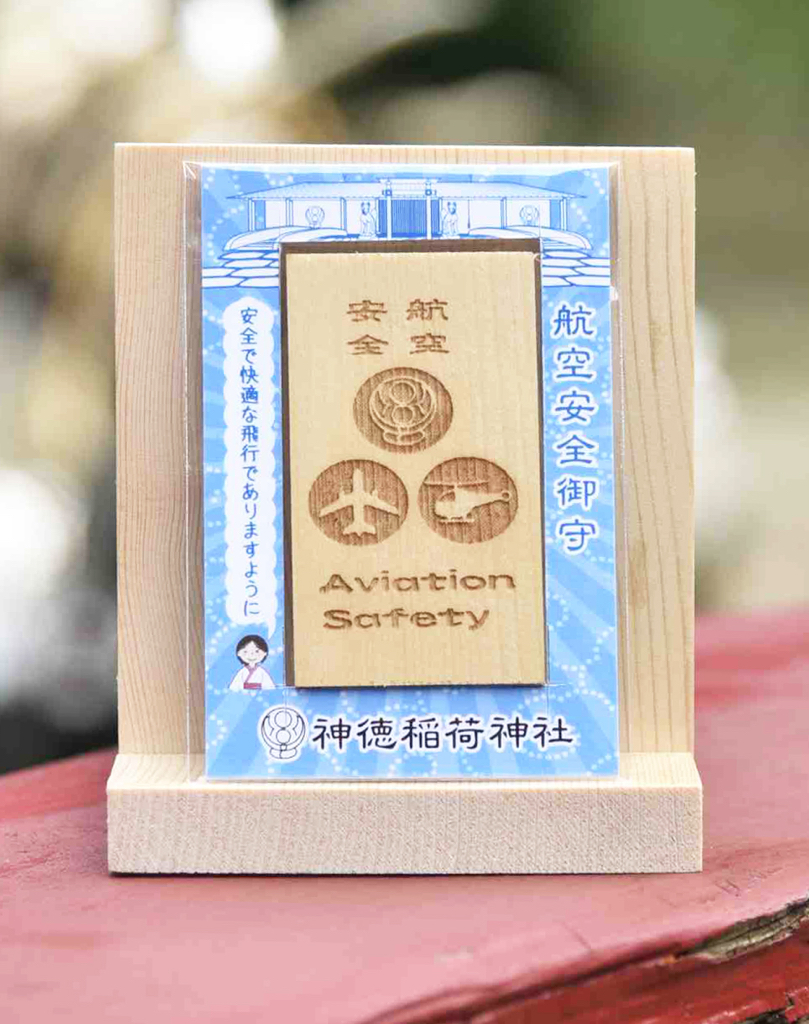 航空安全御守
航空
安全
Aviation
Safety
安全で快適な飛行でありますように
神徳稲荷神社